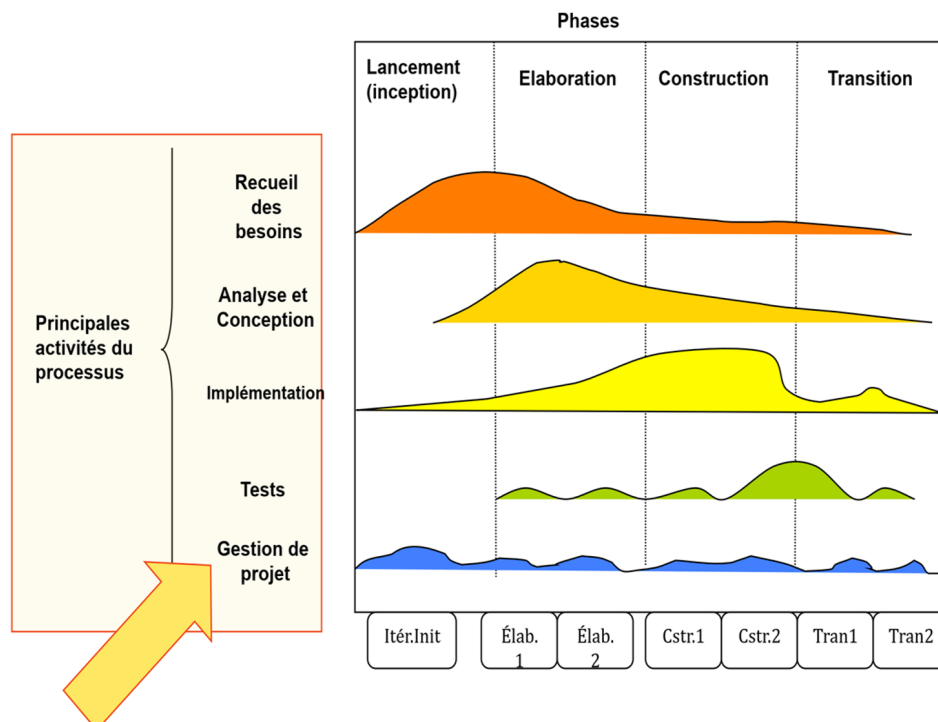 Phases
Lancement
(inception)
Elaboration
Construction
Transition
Recueil
des
besoins
Analyse et
Conception
Principales
activités du
processus
Implémentation
Tests
Gestion de
projet
Itér.Init
Élab.
1
Élab.
2
Cstr.1
Cstr.2
Tran1
Tran2